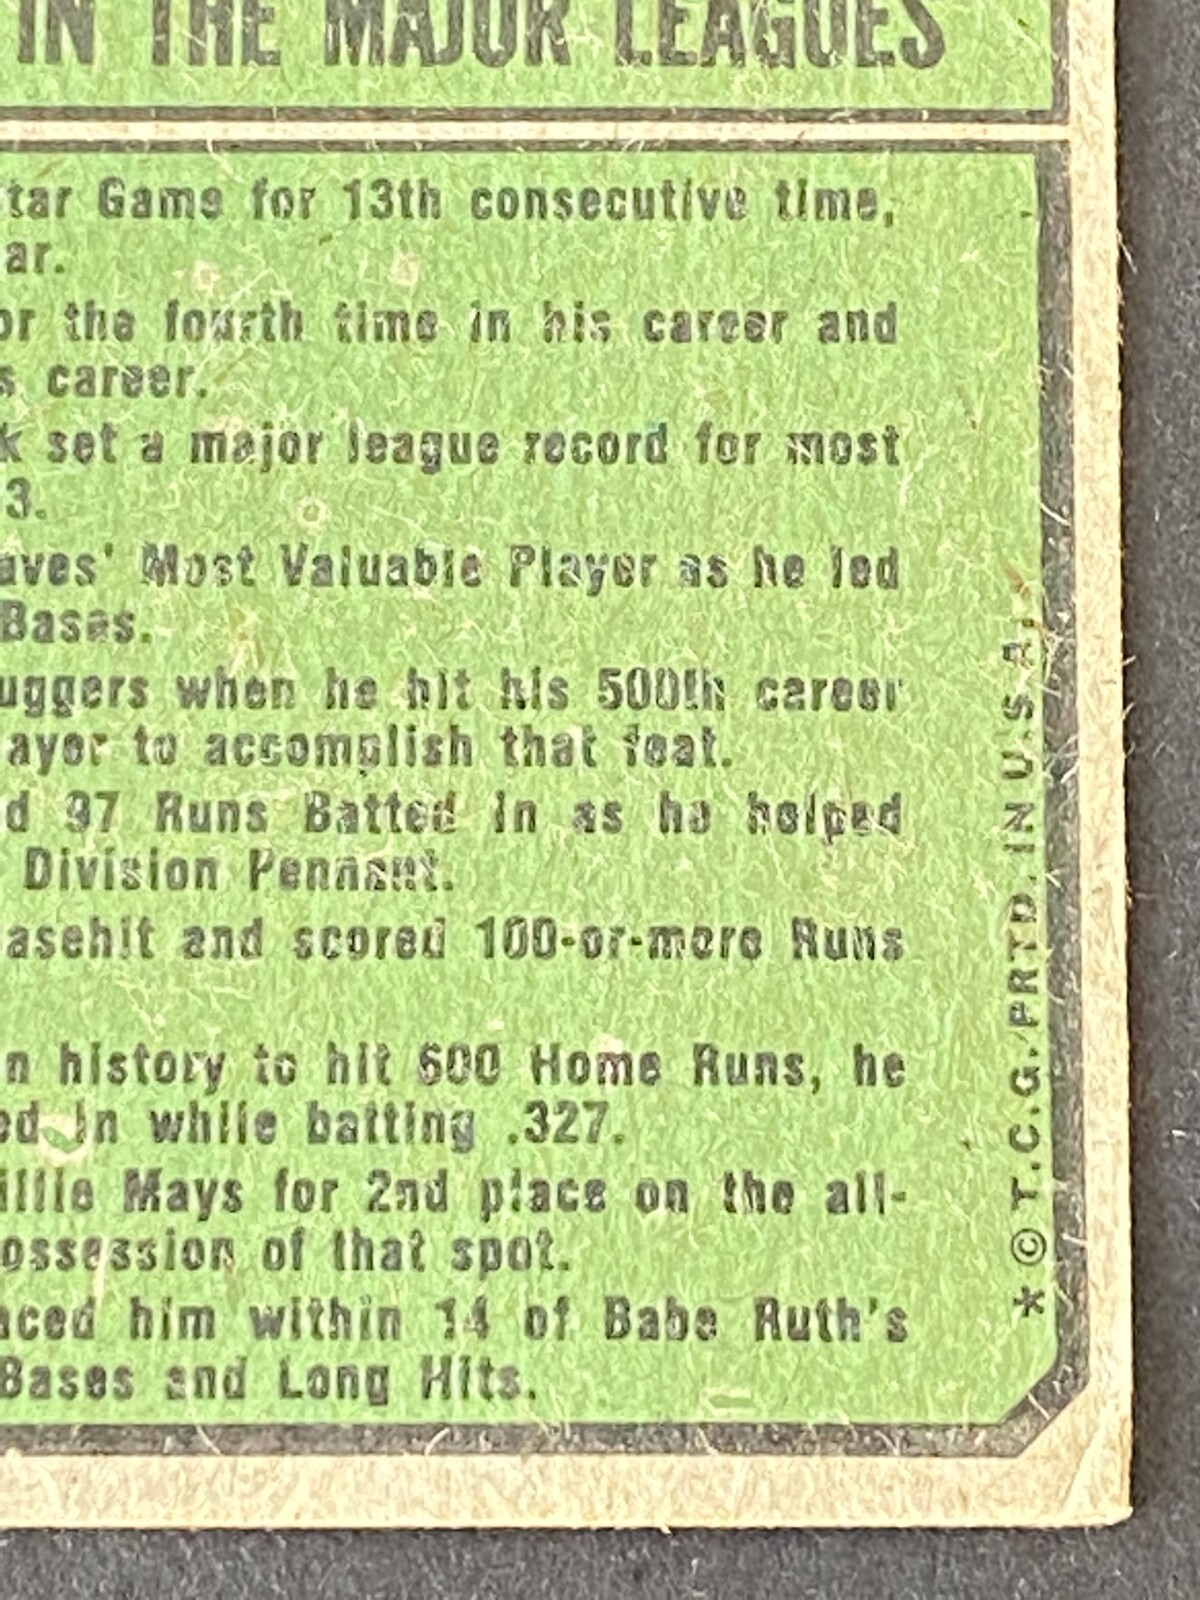 IN THE MAJOR LEAGUES
tar Game for 13th consecutive time,
ar.
or the fourth time in his career and
s career.
k set a major league record for most
3.
aves' Most Valuable Player as he led
Bases.
uggers when he hit his 500th career
ayer to accomplish that feat.
d 97 Runs Batted In as he helped
Division Pennant.
asehit and scored 100-or-more Runs
n history to hit 600 Home Runs, he
ed In while batting .327.
illie Mays for 2nd place on the all-
ossession of that spot.
aced him within 14 of Babe Ruth's
Bases and Long Hits.
* © T.C.G. PRTD. IN U.S.A.